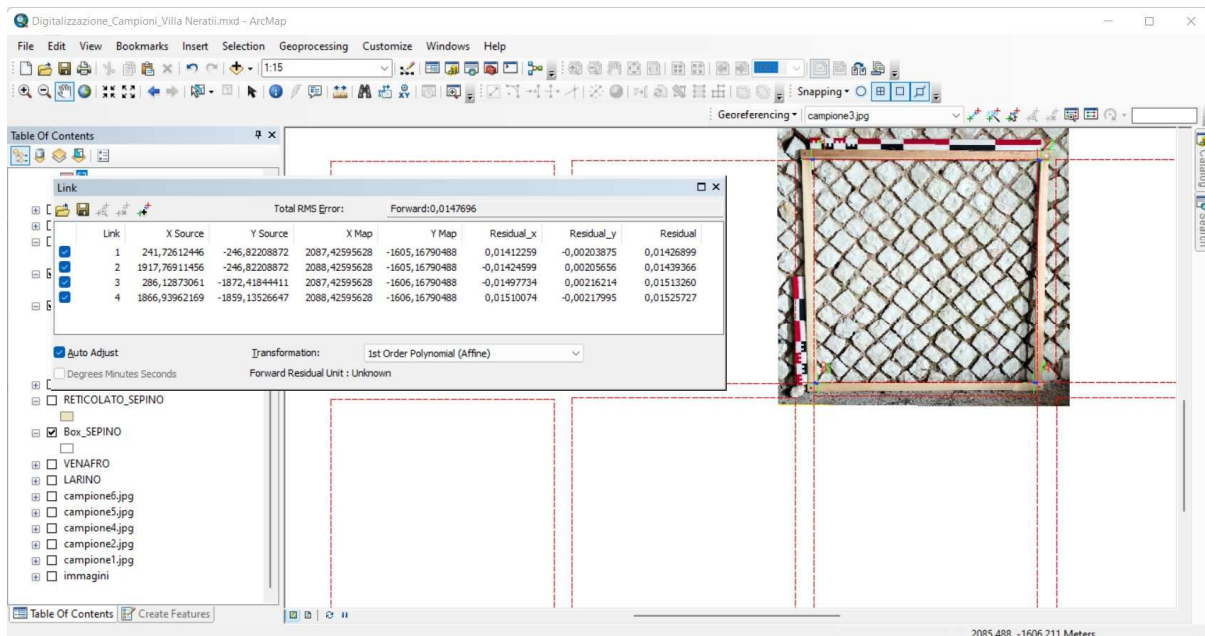 Digitalizzazione_Campioni_Villa Neratii.mxd - ArcMap
File Edit View Bookmarks Insert Selection Geoprocessing Customize Windows Help
1:15
Snapping
Georeferencing campione3.jpg
Table Of Contents
Catalog
Search
Link
Total RMS Error: Forward:0,0147696
Link X Source Y Source X Map Y Map Residual_x Residual_y Residual
1 241,72612446 -246,82208872 2087,42595628 -1605,16790488 0,01412259 -0,00203875 0,01426899
2 1917,76911456 -246,82208872 2088,42595628 -1605,16790488 -0,01424599 0,00205656 0,01439366
3 286,12873061 -1872,41844411 2087,42595628 -1606,16790488 -0,01497734 0,00216214 0,01513260
4 1866,93962169 -1859,13526647 2088,42595628 -1606,16790488 0,01510074 -0,00217995 0,01525727
Auto Adjust Transformation: 1st Order Polynomial (Affine)
Degrees Minutes Seconds Forward Residual Unit : Unknown
RETICOLATO_SEPINO
Box_SEPINO
VENAFRO
LARINO
campione6.jpg
campione5.jpg
campione4.jpg
campione2.jpg
campione1.jpg
immagini
Table Of Contents Create Features
2085,488 -1606,211 Meters